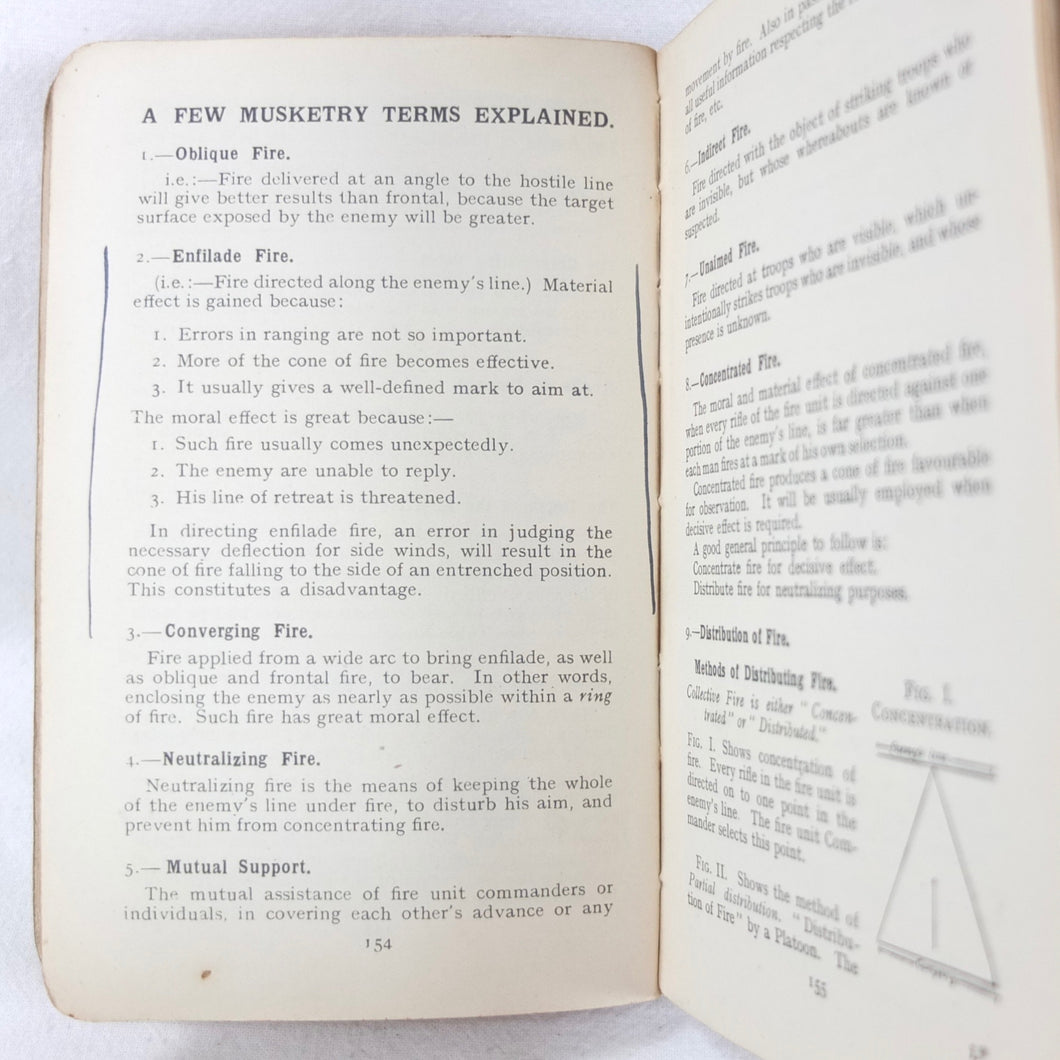 A FEW MUSKETRY TERMS EXPLAINED.
1.—Oblique Fire.
i.e.:—Fire delivered at an angle to the hostile line
will give better results than frontal, because the target
surface exposed by the enemy will be greater.
2.—Enfilade Fire.
(i.e.:—Fire directed along the enemy's line.) Material
effect is gained because:
1. Errors in ranging are not so important.
2. More of the cone of fire becomes effective.
3. It usually gives a well-defined mark to aim at.
The moral effect is great because:—
1. Such fire usually comes unexpectedly.
2. The enemy are unable to reply.
3. His line of retreat is threatened.
In directing enfilade fire, an error in judging the
necessary deflection for side winds, will result in the
cone of fire falling to the side of an entrenched position.
This constitutes a disadvantage.
3.—Converging Fire.
Fire applied from a wide arc to bring enfilade, as well
as oblique and frontal fire, to bear. In other words,
enclosing the enemy as nearly as possible within a ring
of fire. Such fire has great moral effect.
4.—Neutralizing Fire.
Neutralizing fire is the means of keeping the whole
of the enemy's line under fire, to disturb his aim, and
prevent him from concentrating fire.
5.—Mutual Support.
The mutual assistance of fire unit commanders or
individuals, in covering each other's advance or any
154
movement by fire. Also in
all useful information respecting the
of fire, etc.
6.—Indirect Fire.
Fire directed with the object of striking troops who
are invisible, but whose whereabouts are known or
suspected.
7.—Unaimed Fire.
Fire directed at troops who are visible, which un-
intentionally strikes troops who are invisible, and whose
presence is unknown.
8.—Concentrated Fire.
The moral and material effect of concentrated fire,
when every rifle of the fire unit is directed against one
portion of the enemy's line, is far greater than when
each man fires at a mark of his own selection.
Concentrated fire produces a cone of fire favourable
for observation. It will be usually employed when
decisive effect is required.
A good general principle to follow is:
Concentrate fire for decisive effect.
Distribute fire for neutralizing purposes.
9.—Distribution of Fire.
Methods of Distributing Fire.
Collective Fire is either "Concen-
trated" or "Distributed."
FIG. I. Shows concentration of
fire. Every rifle in the fire unit is
directed on to one point in the
enemy's line. The fire unit Com-
mander selects this point.
FIG. II. Shows the method of
Partial distribution. "Distribu-
tion of Fire" by a Platoon. The
FIG. I.
CONCENTRATION.
155